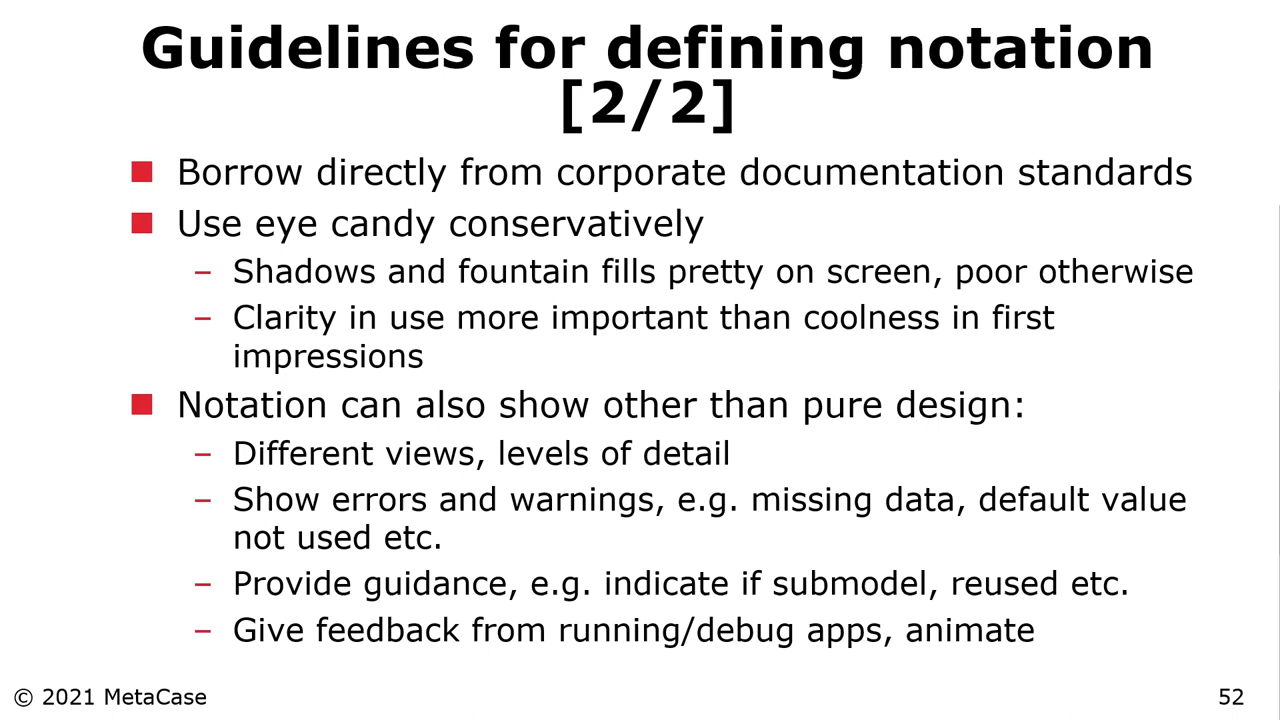 Guidelines for defining notation
[2/2]
Borrow directly from corporate documentation standards
Use eye candy conservatively
– Shadows and fountain fills pretty on screen, poor otherwise
– Clarity in use more important than coolness in first
impressions
Notation can also show other than pure design:
– Different views, levels of detail
– Show errors and warnings, e.g. missing data, default value
not used etc.
– Provide guidance, e.g. indicate if submodel, reused etc.
– Give feedback from running/debug apps, animate
© 2021 MetaCase
52